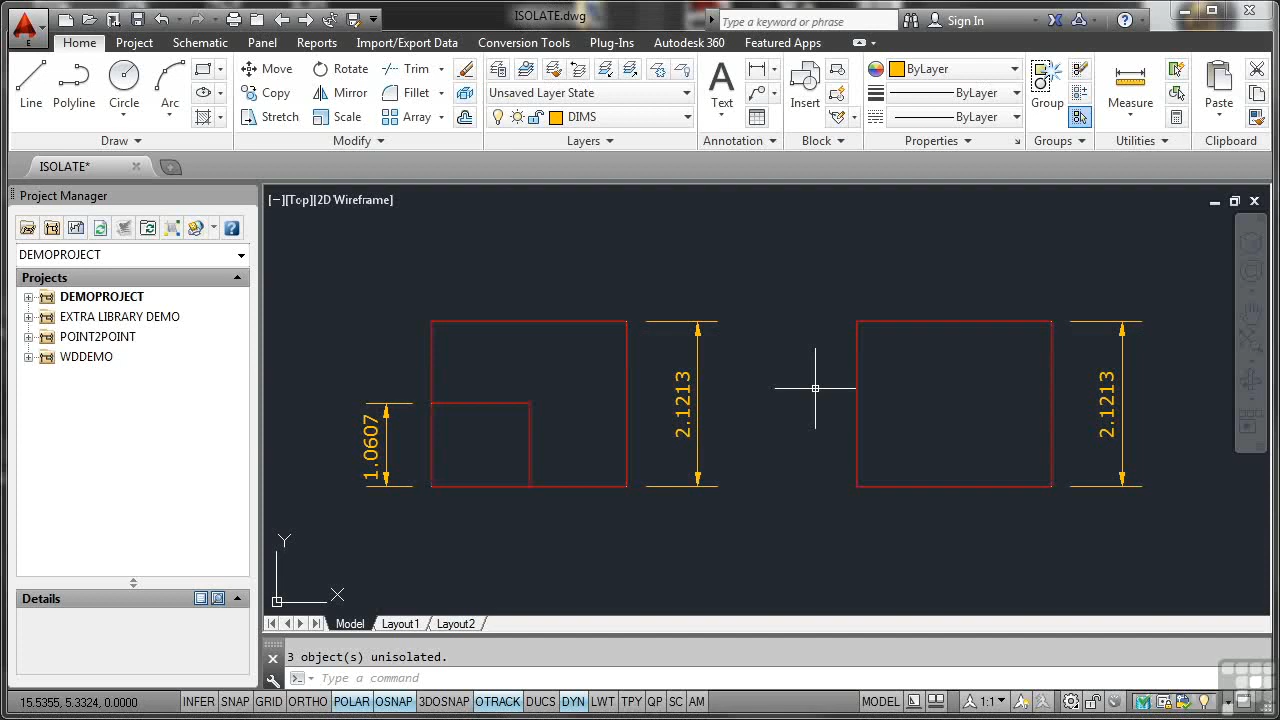 ISOLATE.dwg
Type a keyword or phrase
Sign In
E
Home Project Schematic Panel Reports Import/Export Data Conversion Tools Plug-Ins Autodesk 360 Featured Apps
Line Polyline Circle Arc
Move Rotate Trim
Copy Mirror Fillet
Stretch Scale Array
Unsaved Layer State
DIMS
Text Insert
ByLayer
ByLayer
ByLayer
Group Measure Paste
Draw Modify Layers Annotation Block Properties Groups Utilities Clipboard
ISOLATE*
Project Manager
DEMOPROJECT
Projects
DEMOPROJECT
EXTRA LIBRARY DEMO
POINT2POINT
WDDEMO
Details
[−][Top][2D Wireframe]
1.0607
2.1213
2.1213
Y
X
Model Layout1 Layout2
3 object(s) unisolated.
Type a command
15.5355, 5.3324, 0.0000 INFER SNAP GRID ORTHO POLAR OSNAP 3DOSNAP OTRACK DUCS DYN LWT TPY QP SC AM MODEL 1:1